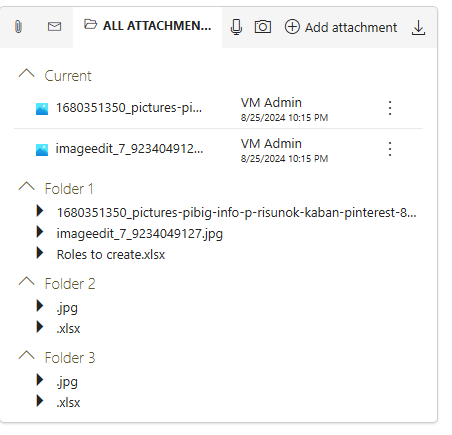 ALL ATTACHMEN... Add attachment
Current
1680351350_pictures-pi... VM Admin
8/25/2024 10:15 PM
imageedit_7_923404912... VM Admin
8/25/2024 10:15 PM
Folder 1
1680351350_pictures-pibig-info-p-risunok-kaban-pinterest-8...
imageedit_7_9234049127.jpg
Roles to create.xlsx
Folder 2
.jpg
.xlsx
Folder 3
.jpg
.xlsx